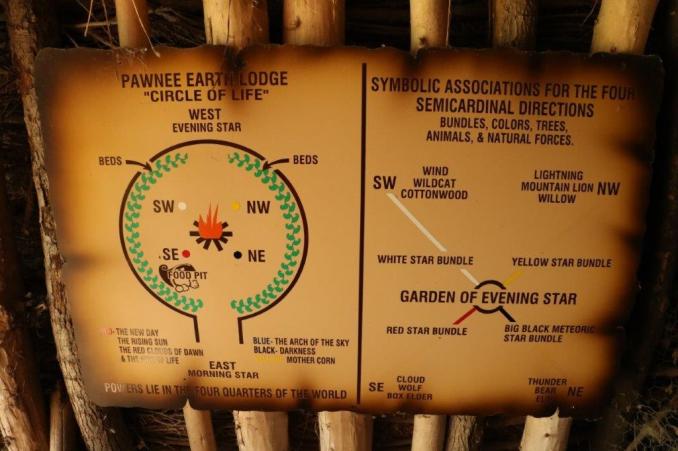 PAWNEE EARTH LODGE
"CIRCLE OF LIFE"
WEST
EVENING STAR
BEDS
BEDS
SW
NW
SE
NE
FOOD PIT
THE NEW DAY
THE RISING SUN
THE RED CLOUDS OF DAWN
& THE OF LIFE
BLUE- THE ARCH OF THE SKY
BLACK- DARKNESS
MOTHER CORN
EAST
MORNING STAR
POWERS LIE IN THE FOUR QUARTERS OF THE WORLD
SYMBOLIC ASSOCIATIONS FOR THE FOUR
SEMICARDINAL DIRECTIONS
BUNDLES, COLORS, TREES,
ANIMALS, & NATURAL FORCES.
SW
WIND
WILDCAT
COTTONWOOD
LIGHTNING
MOUNTAIN LION
WILLOW
NW
WHITE STAR BUNDLE
YELLOW STAR BUNDLE
GARDEN OF EVENING STAR
RED STAR BUNDLE
BIG BLACK METEORIC
STAR BUNDLE
SE
CLOUD
WOLF
BOX ELDER
THUNDER
BEAR
NE